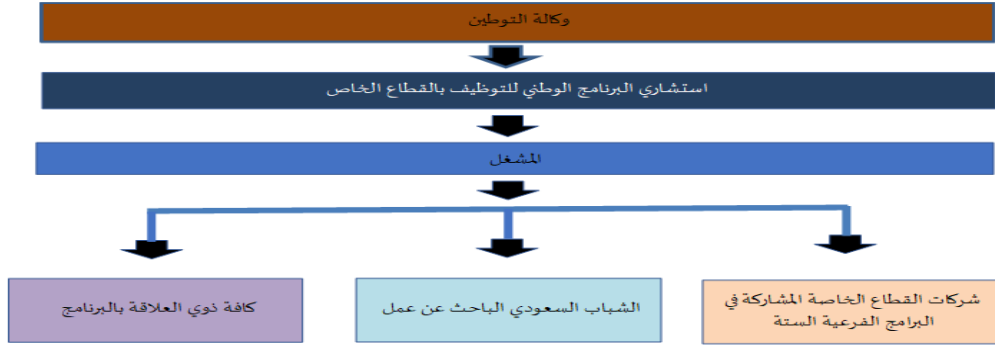 وكالة التوطين
استشاري البرنامج الوطني للتوظيف بالقطاع الخاص
المشغل
شركات القطاع الخاصة المشاركة في
البرامج الفرعية الستة
الشباب السعودي الباحث عن عمل
كافة ذوي العلاقة بالبرنامج